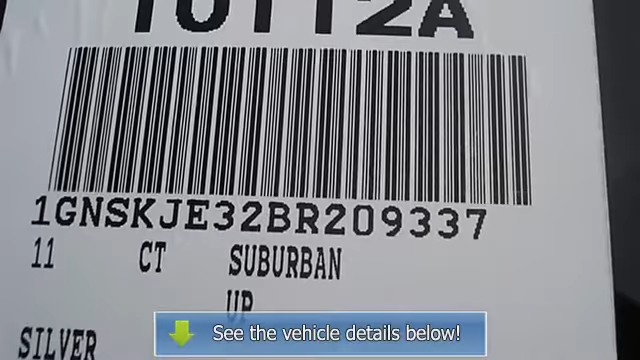 10112A
1GNSKJE32BR209337
11 CT SUBURBAN
UP
SILVER
See the vehicle details below!